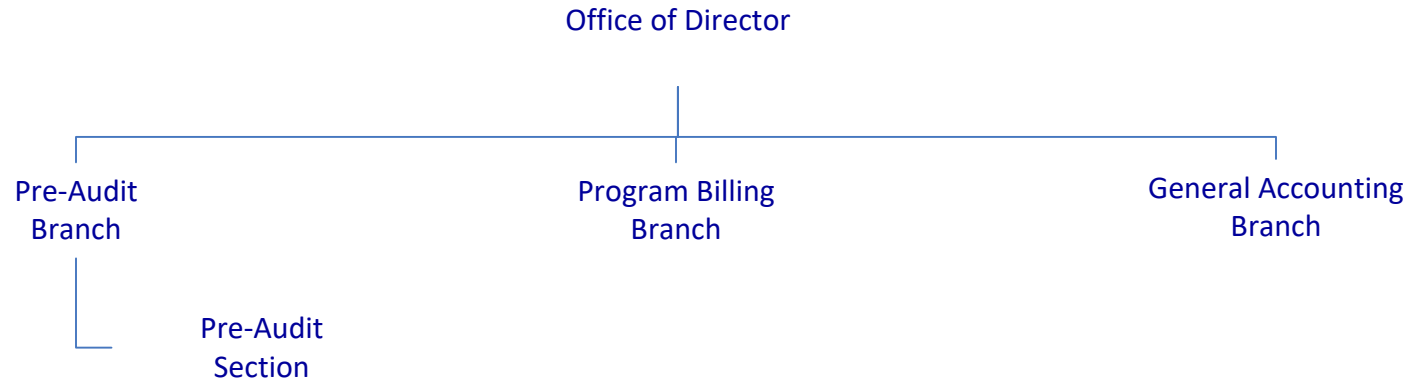 Office of Director
Pre-Audit
Branch
Program Billing
Branch
General Accounting
Branch
Pre-Audit
Section